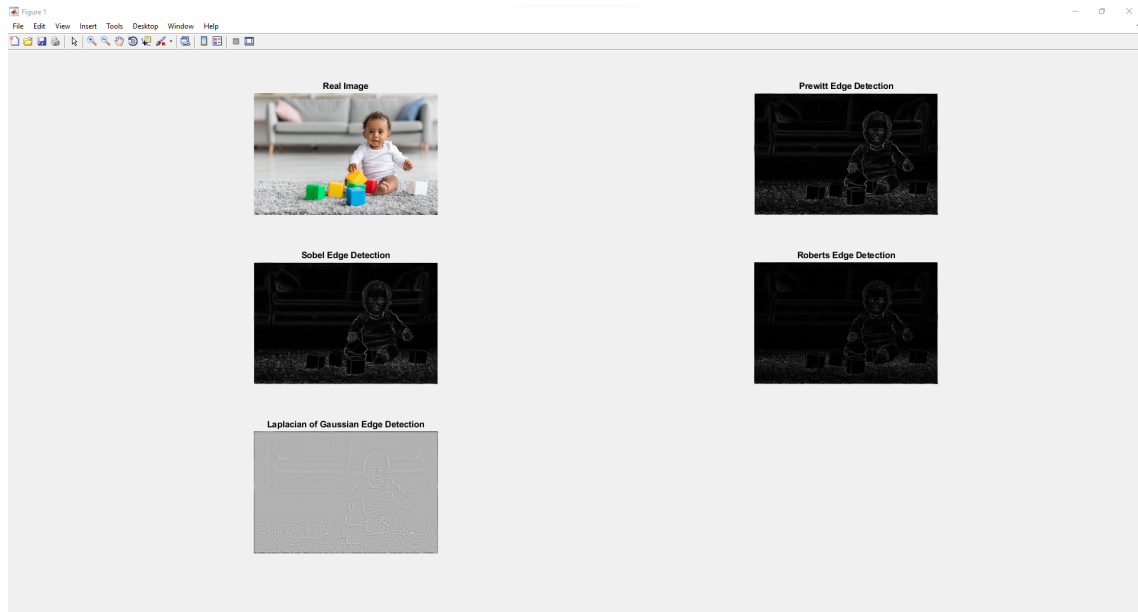 Figure 1
File Edit View Insert Tools Desktop Window Help
Real Image
Prewitt Edge Detection
Sobel Edge Detection
Roberts Edge Detection
Laplacian of Gaussian Edge Detection